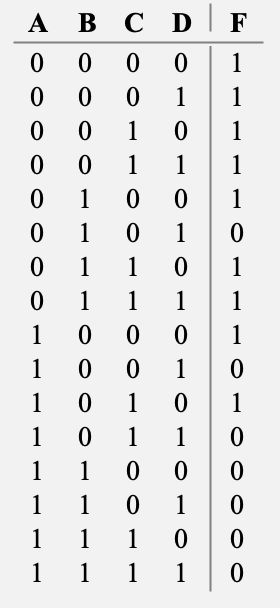 A B C D F
0 0 0 0 1
0 0 0 1 1
0 0 1 0 1
0 0 1 1 1
0 1 0 0 1
0 1 0 1 0
0 1 1 0 1
0 1 1 1 1
1 0 0 0 1
1 0 0 1 0
1 0 1 0 1
1 0 1 1 0
1 1 0 0 0
1 1 0 1 0
1 1 1 0 0
1 1 1 1 0